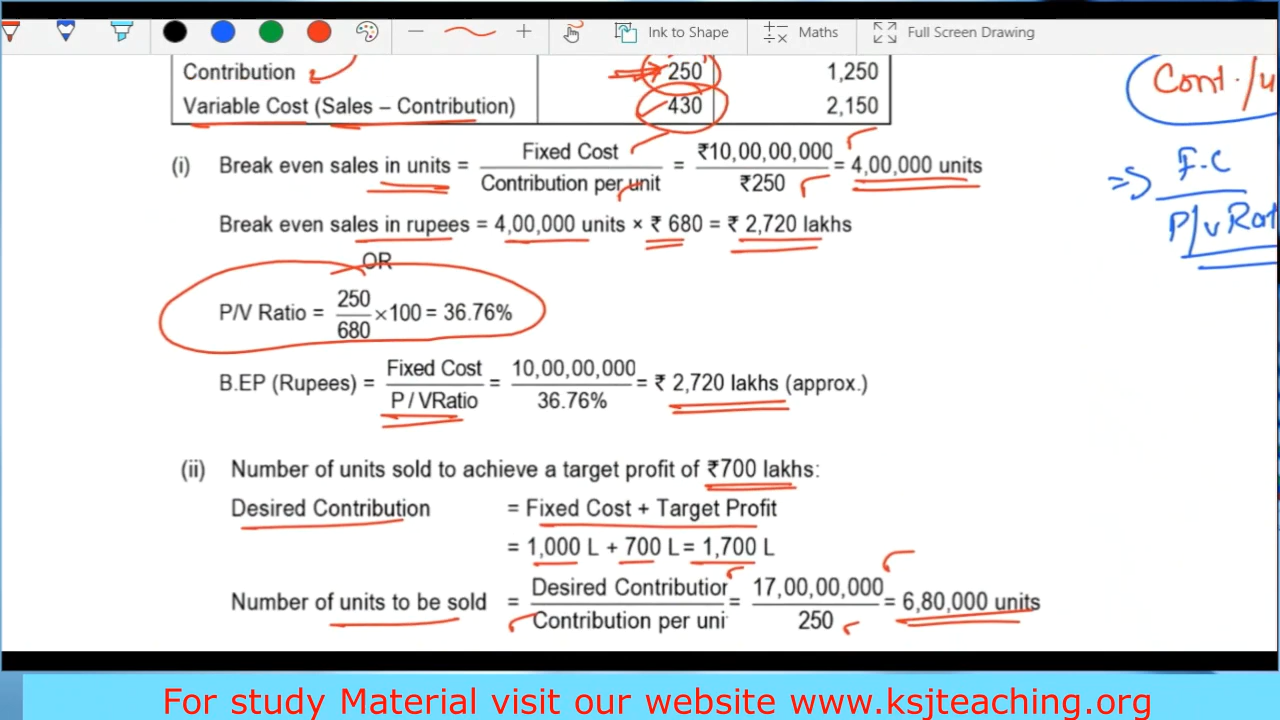 Ink to Shape Maths Full Screen Drawing
Contribution 250 1,250
Variable Cost (Sales – Contribution) 430 2,150
Cont./u
(i) Break even sales in units = Fixed Cost / Contribution per unit = ₹10,00,00,000 / ₹250 = 4,00,000 units
⇒ F.C / P/v Rat
Break even sales in rupees = 4,00,000 units × ₹ 680 = ₹ 2,720 lakhs
OR
P/V Ratio = 250 / 680 ×100 = 36.76%
B.EP (Rupees) = Fixed Cost / P / VRatio = 10,00,00,000 / 36.76% = ₹ 2,720 lakhs (approx.)
(ii) Number of units sold to achieve a target profit of ₹700 lakhs:
Desired Contribution = Fixed Cost + Target Profit
= 1,000 L + 700 L = 1,700 L
Number of units to be sold = Desired Contribution / Contribution per uni = 17,00,00,000 / 250 = 6,80,000 units
For study Material visit our website www.ksjteaching.org